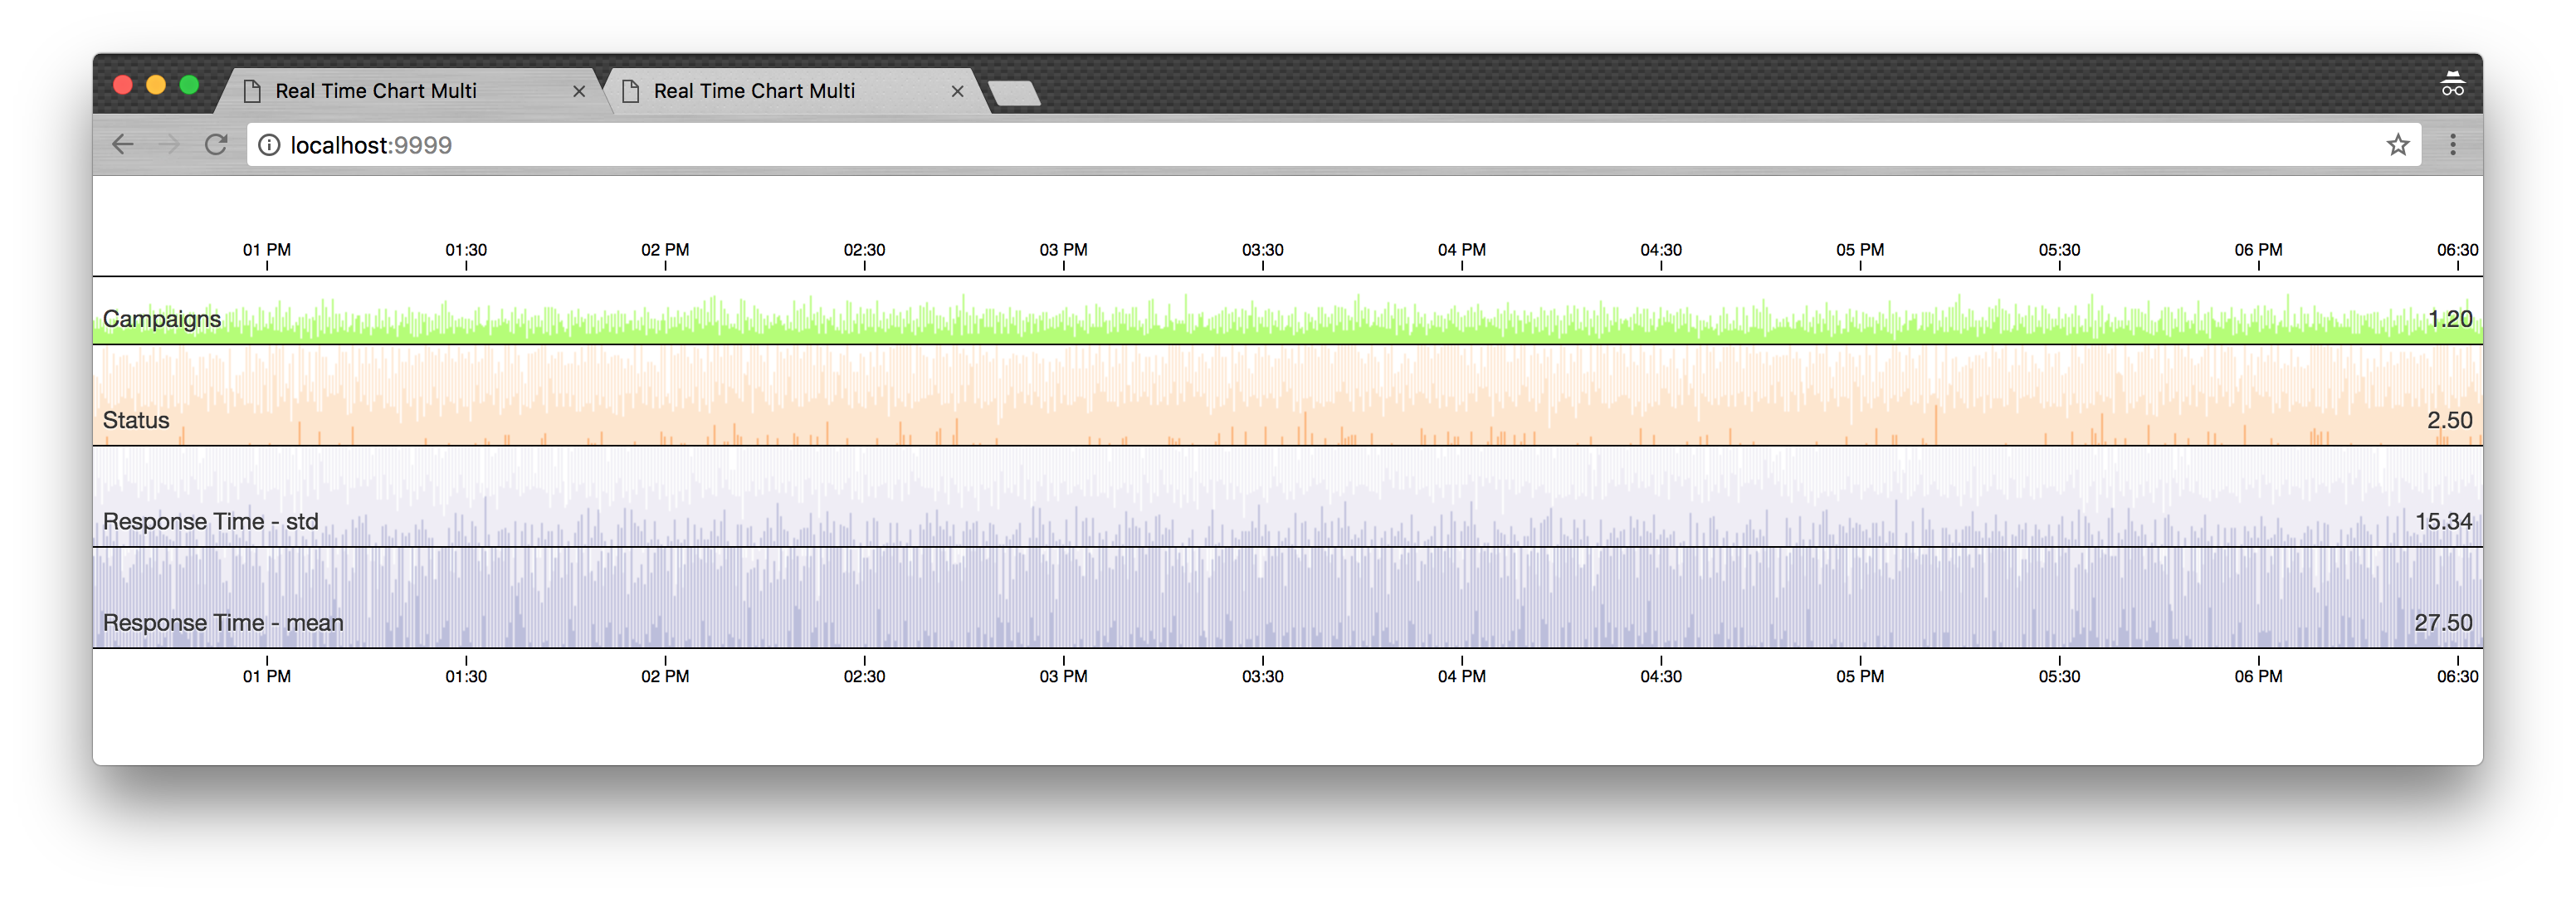 Real Time Chart Multi
Real Time Chart Multi
localhost:9999
01 PM 01:30 02 PM 02:30 03 PM 03:30 04 PM 04:30 05 PM 05:30 06 PM 06:30
Campaigns 1.20
Status 2.50
Response Time - std 15.34
Response Time - mean 27.50
01 PM 01:30 02 PM 02:30 03 PM 03:30 04 PM 04:30 05 PM 05:30 06 PM 06:30